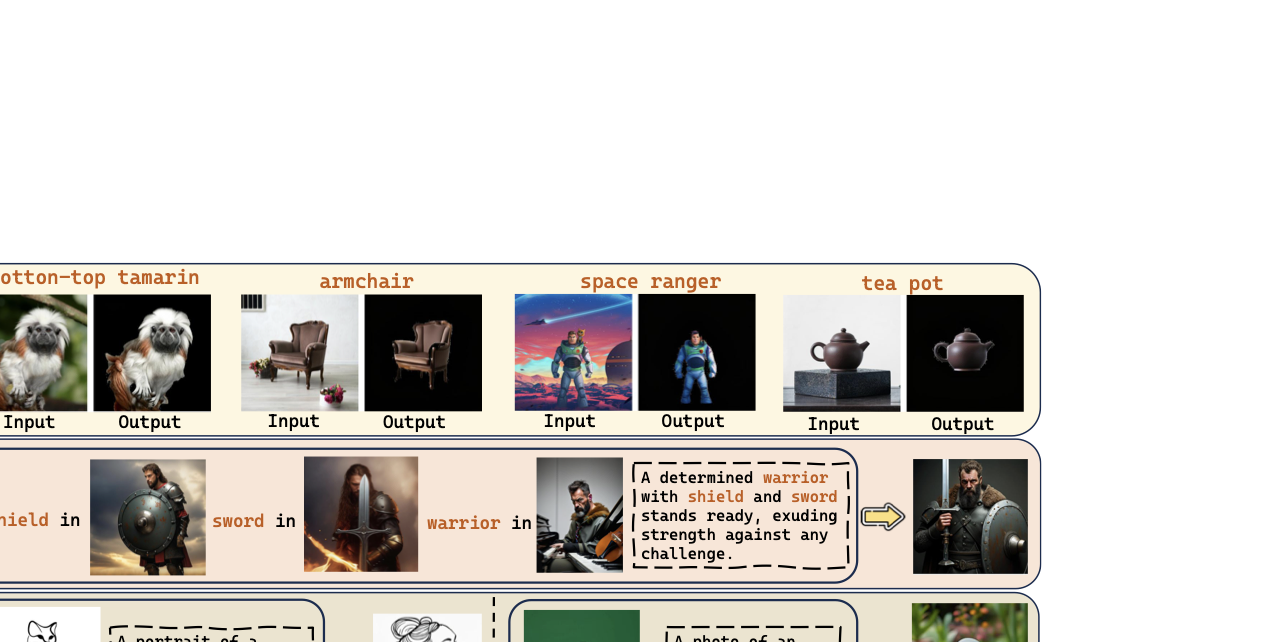 otton-top tamarin
armchair
space ranger
tea pot
Input
Output
Input
Output
Input
Output
Input
Output
hield in
sword in
warrior in
A determined warrior
with shield and sword
stands ready, exuding
strength against any
challenge.
A portrait of a
A photo of an